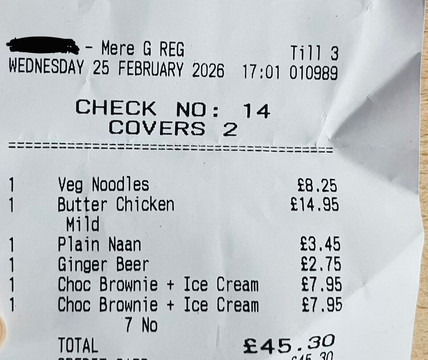 - Mere G REG Till 3
WEDNESDAY 25 FEBRUARY 2026 17:01 010989
CHECK NO: 14
COVERS 2
================================================
1 Veg Noodles £8.25
1 Butter Chicken £14.95
Mild
1 Plain Naan £3.45
1 Ginger Beer £2.75
1 Choc Brownie + Ice Cream £7.95
1 Choc Brownie + Ice Cream £7.95
7 No
TOTAL £45.30